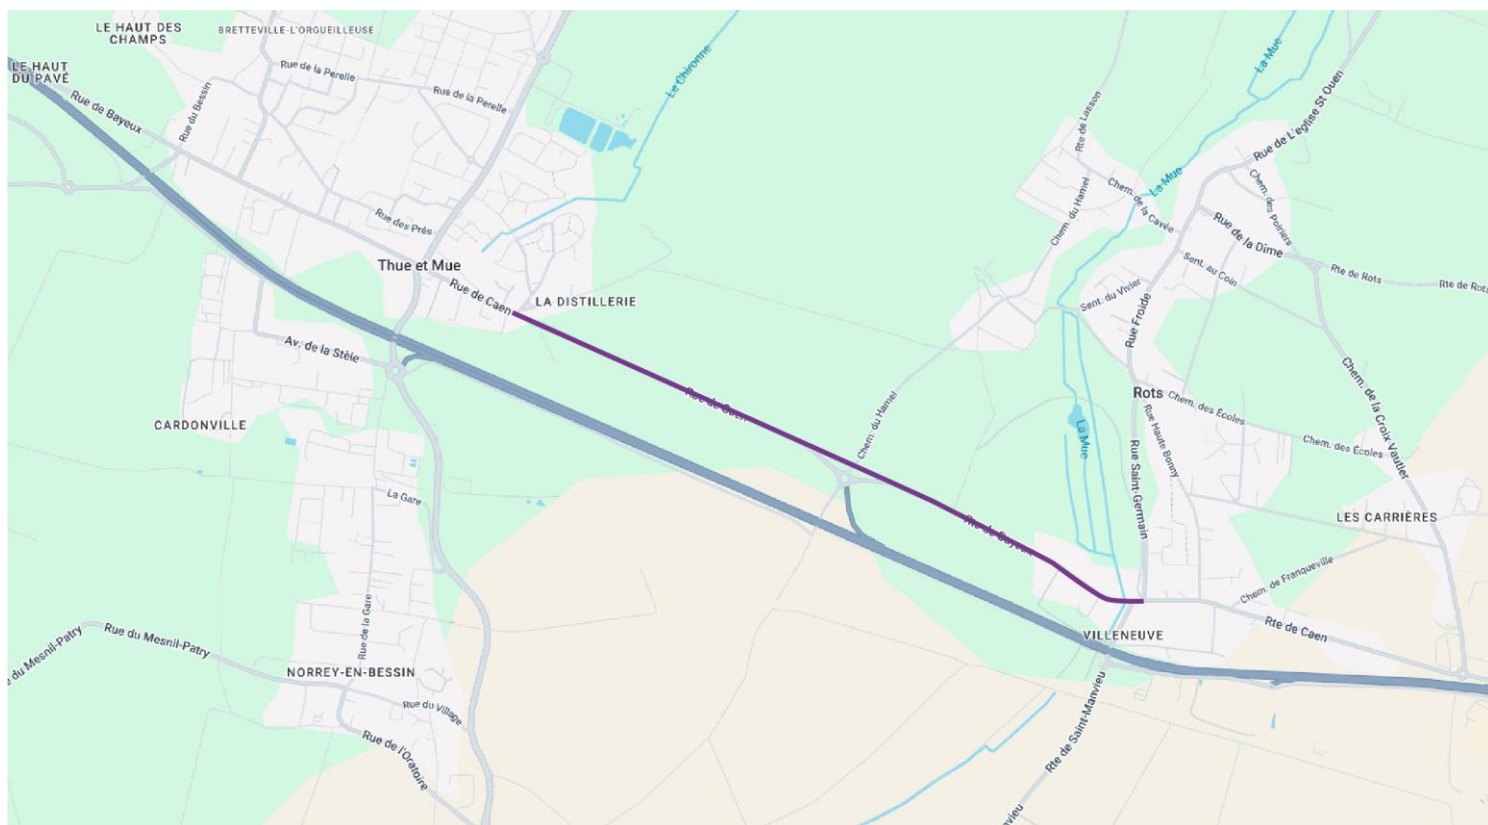 LE HAUT DES
CHAMPS
BRETTEVILLE-L'ORGUEILLEUSE
LE HAUT
DU PAVÉ
Rue de la Perelle
Rue de la Perelle
Le Chironne
Rue de Bayeux
Rue du Bessin
Rue des Prés
Thue et Mue
Rue de Caen
LA DISTILLERIE
Av. de la Stèle
CARDONVILLE
La Gare
Rue de la Gare
Rue du Mesnil-Patry
e du Mesnil-Patry
NORREY-EN-BESSIN
Rue du Village
Rue de l'Oratoire
Rue de Caen
Chem. du Hamel
Rte de Bayeux
La Mue
La Mue
La Mue
Rte de Lasson
Chem. du Hamel
Chem. de la Cavée
Rue de L'eglise St Ouen
Chem. des Poiriers
Rue de la Dime
Rte de Rots
Rte de Rots
Sent. au Coin
Sent. du Vivier
Rue Froide
Rots
Chem. des Écoles
Chem. des Écoles
Chem. de la Croix Vautier
Rue Haute Bonny
Rue Saint-Germain
LES CARRIÈRES
Chem. de Franqueville
Rte de Caen
VILLENEUVE
Rte de Saint-Manvieu
nvieu